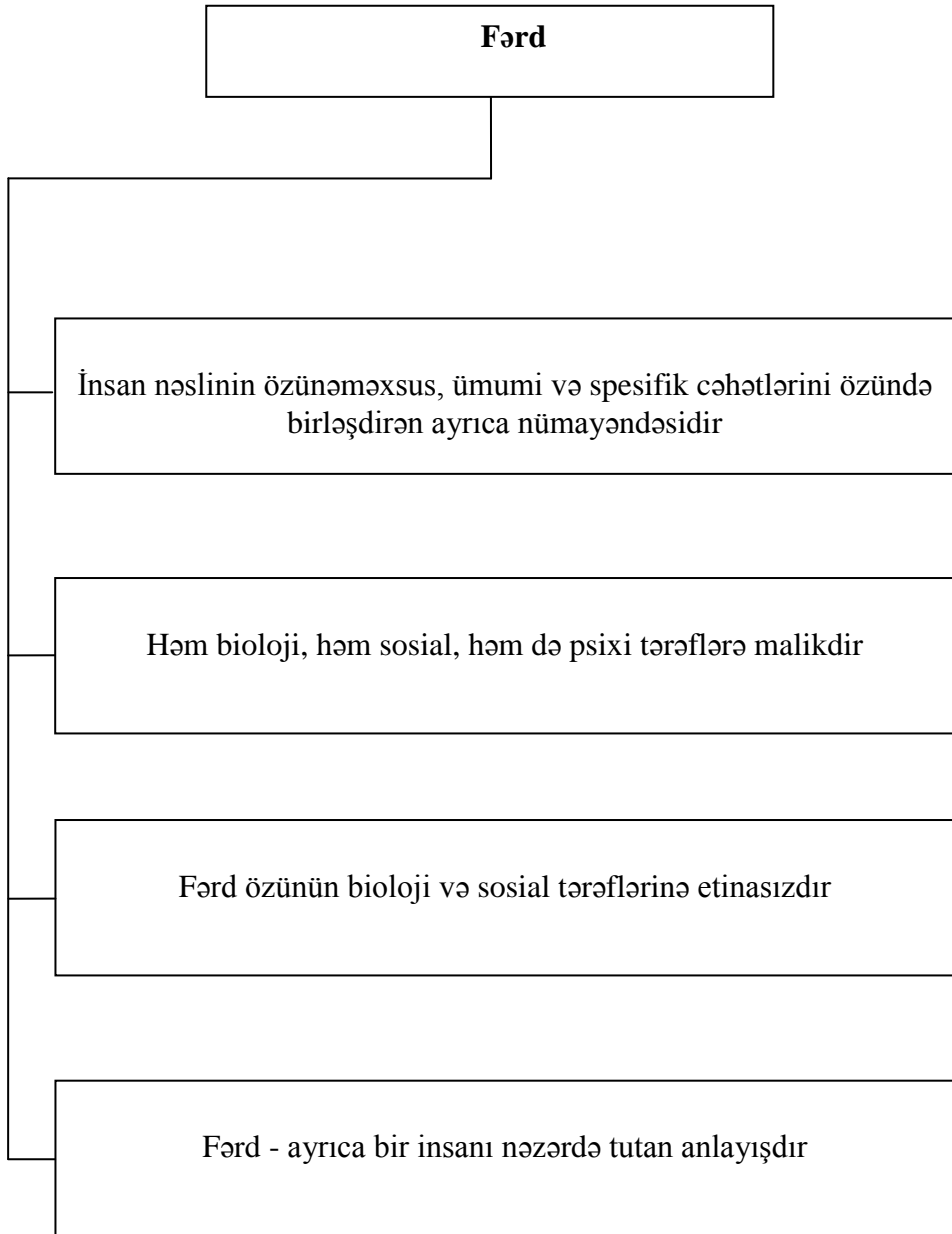 Fərd
İnsan nəslinin özünəməxsus, ümumi və spesifik cəhətlərini özündə
birləşdirən ayrıca nümayəndəsidir
Həm bioloji, həm sosial, həm də psixi tərəflərə malikdir
Fərd özünün bioloji və sosial tərəflərinə etinasızdır
Fərd - ayrıca bir insanı nəzərdə tutan anlayışdır